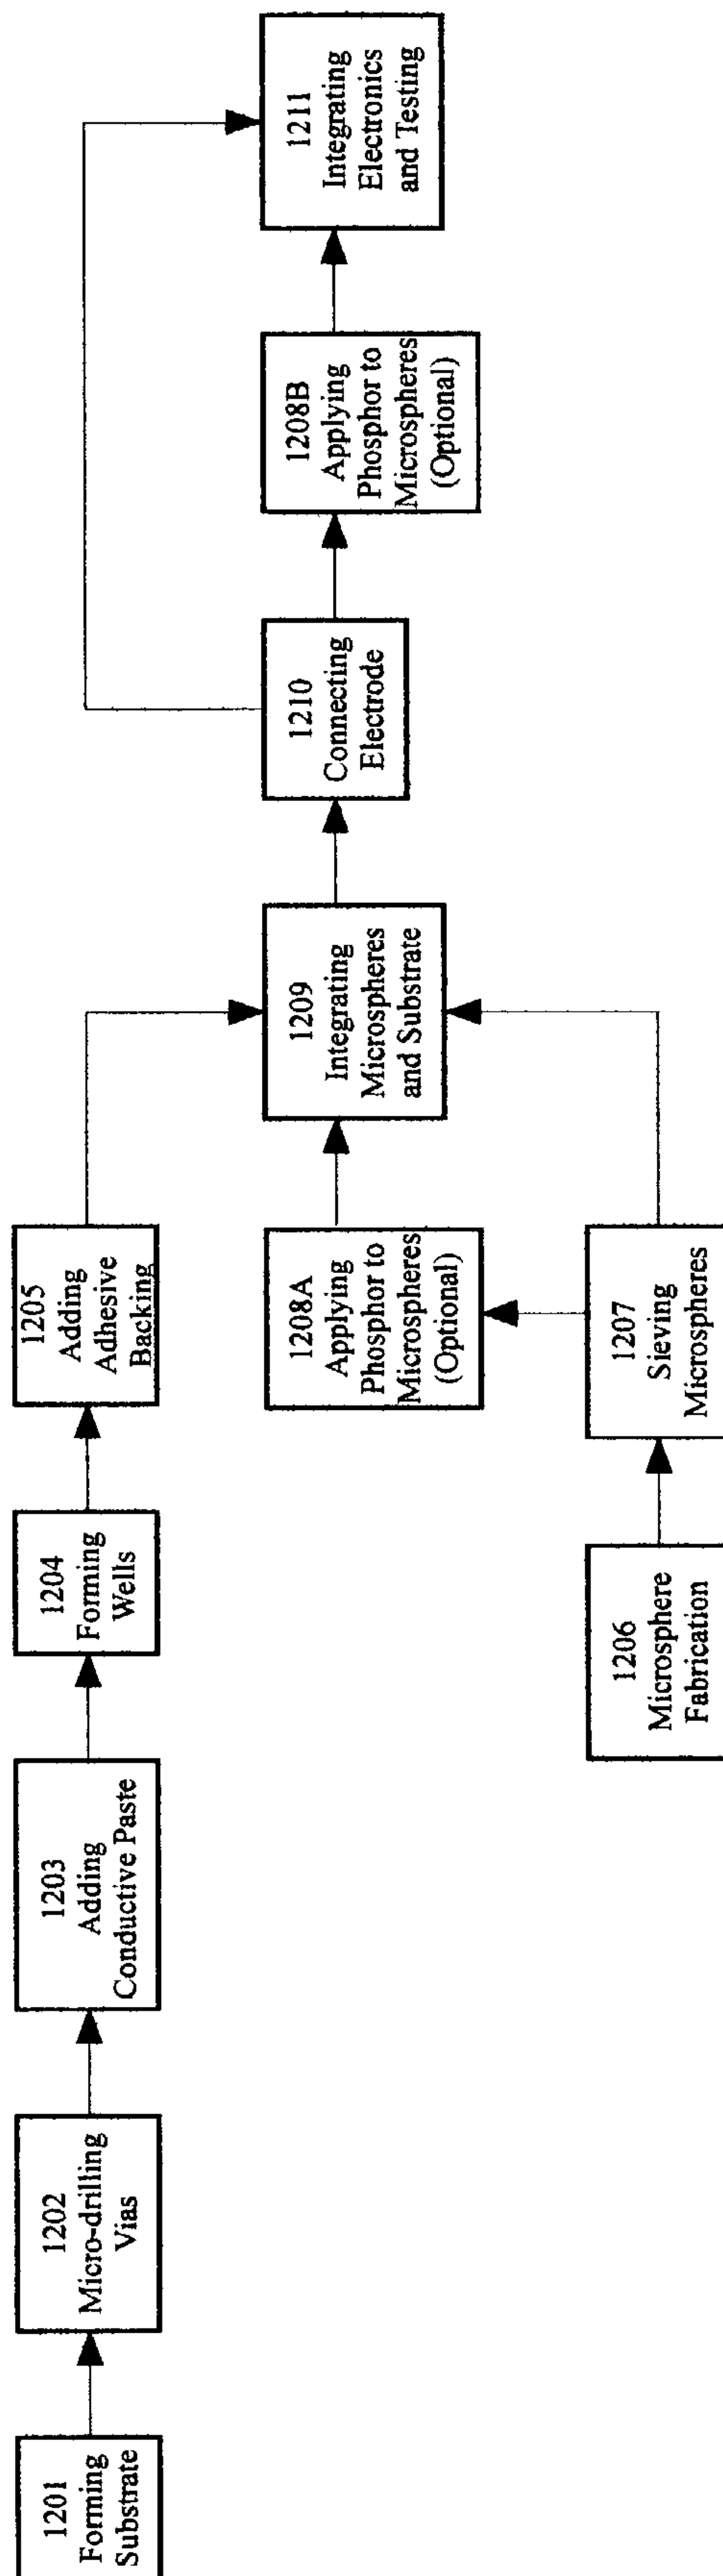 1201
Forming
Substrate
1202
Micro-drilling
Vias
1203
Adding
Conductive Paste
1204
Forming
Wells
1205
Adding
Adhesive
Backing
1206
Microsphere
Fabrication
1207
Sieving
Microspheres
1208A
Applying
Phosphor to
Microspheres
(Optional)
1209
Integrating
Microspheres
and Substrate
1210
Connecting
Electrode
1208B
Applying
Phosphor to
Microspheres
(Optional)
1211
Integrating
Electronics
and Testing